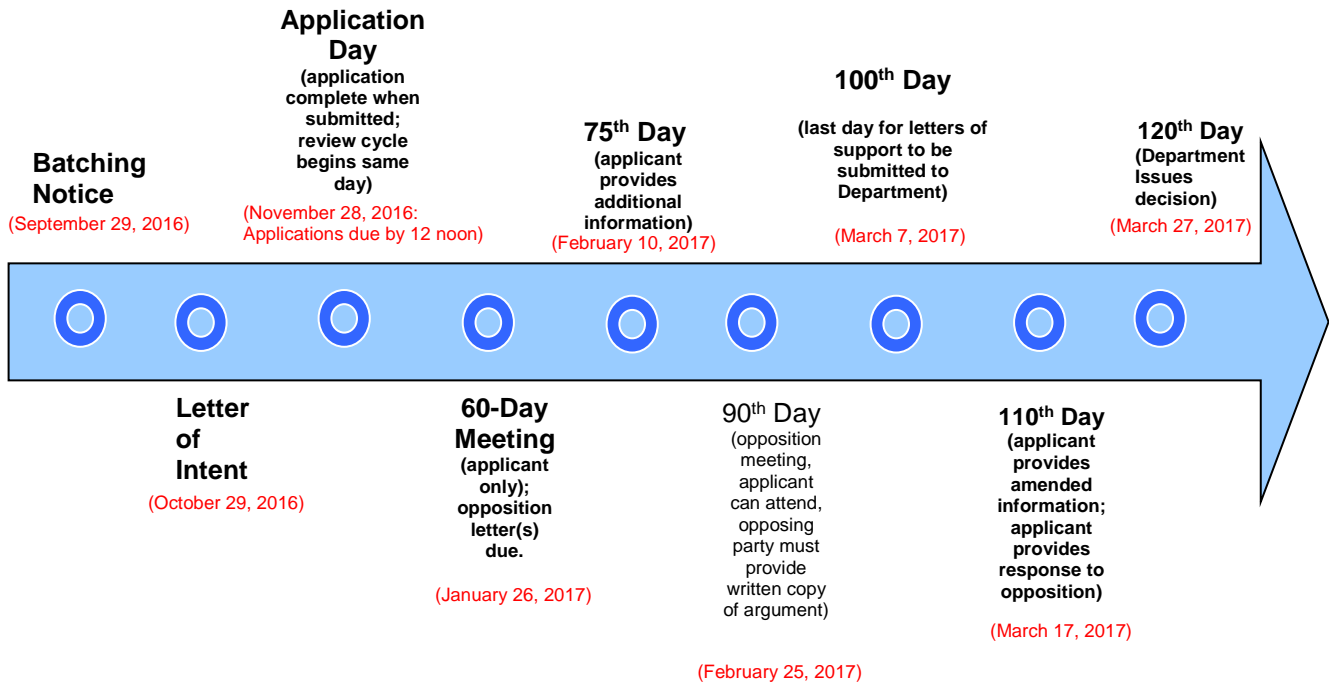 Batching
Notice
(September 29, 2016)
Letter
of
Intent
(October 29, 2016)
Application
Day
(application
complete when
submitted;
review cycle
begins same
day)
(November 28, 2016:
Applications due by 12 noon)
60-Day
Meeting
(applicant
only);
opposition
letter(s)
due.
(January 26, 2017)
75th Day
(applicant
provides
additional
information)
(February 10, 2017)
90th Day
(opposition
meeting,
applicant
can attend,
opposing
party must
provide
written copy
of argument)
(February 25, 2017)
100th Day
(last day for letters of
support to be
submitted to
Department)
(March 7, 2017)
110th Day
(applicant
provides
amended
information;
applicant
provides
response to
opposition)
(March 17, 2017)
120th Day
(Department
Issues
decision)
(March 27, 2017)